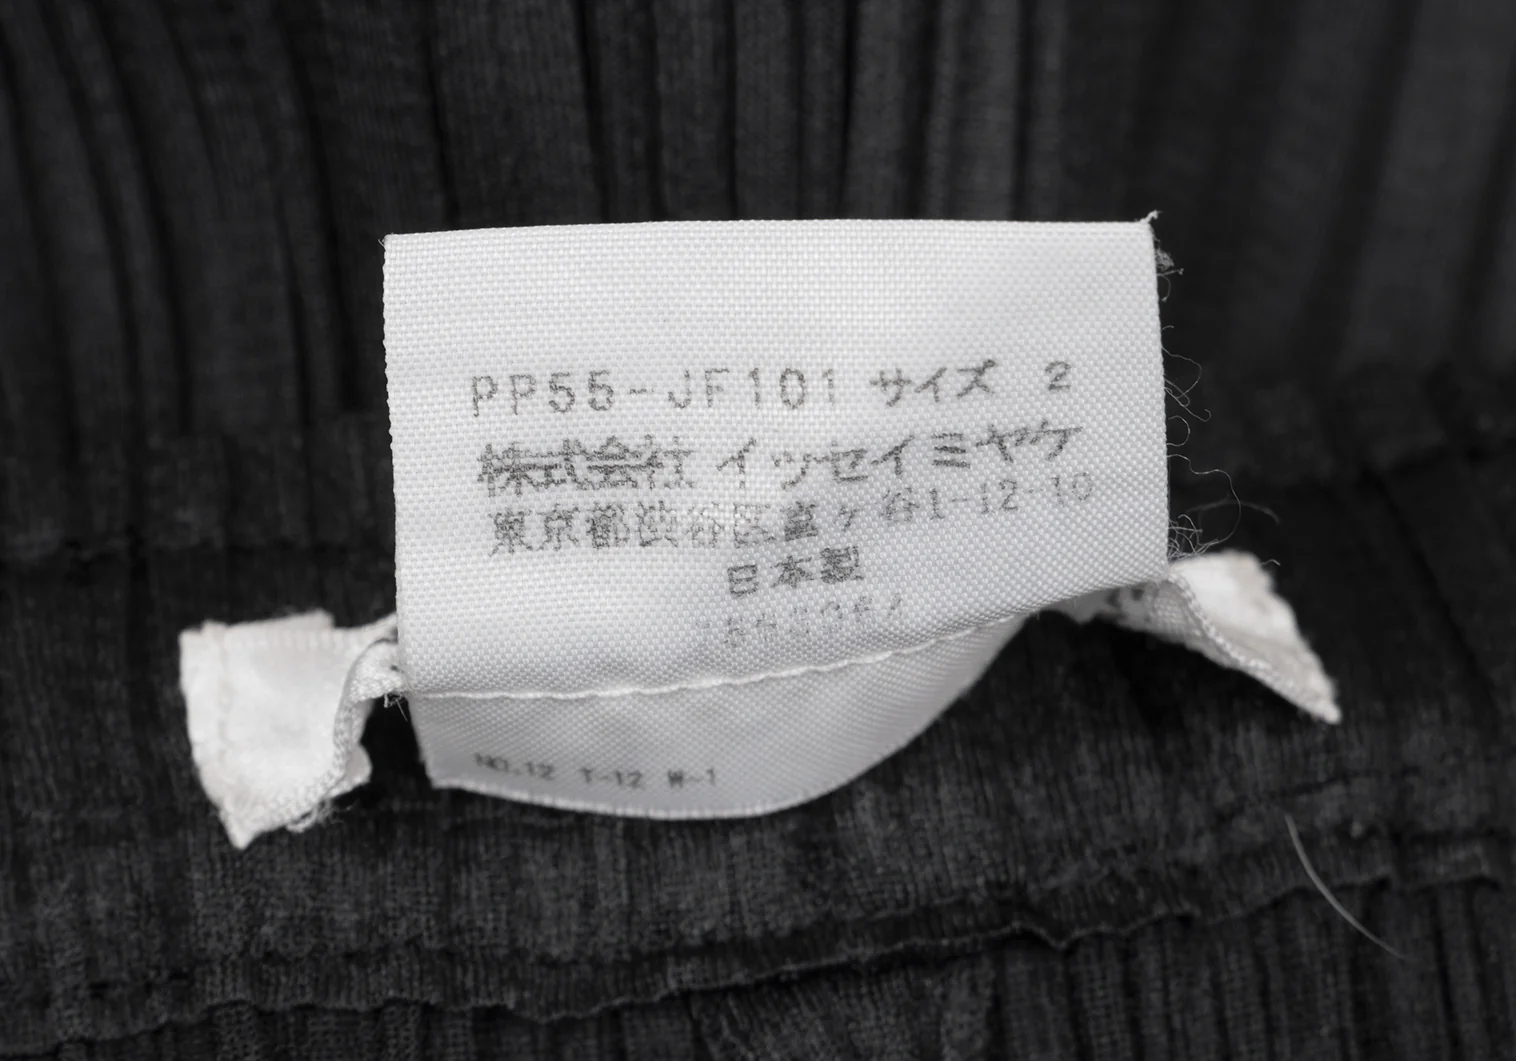 PP55-JF101 サイズ 2
株式会社 イッセイミヤケ
東京都渋谷区 ヶ谷1-12-10
日本製
NO.12 T-12 W-1